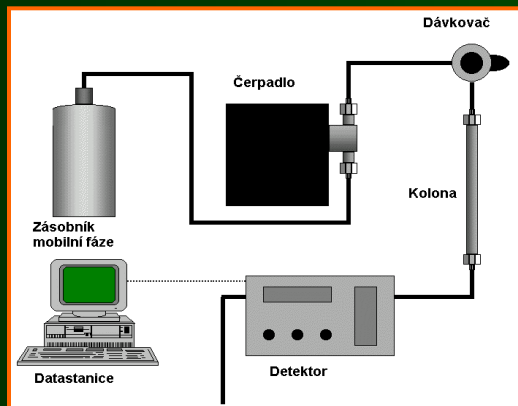 Dávkovač
Čerpadlo
Kolona
Zásobník
mobilní fáze
Datastanice
Detektor